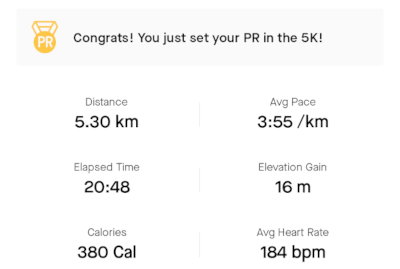 PR
Congrats! You just set your PR in the 5K!
Distance
Avg Pace
5.30 km
3:55 /km
Elapsed Time
Elevation Gain
20:48
16 m
Calories
Avg Heart Rate
380 Cal
184 bpm